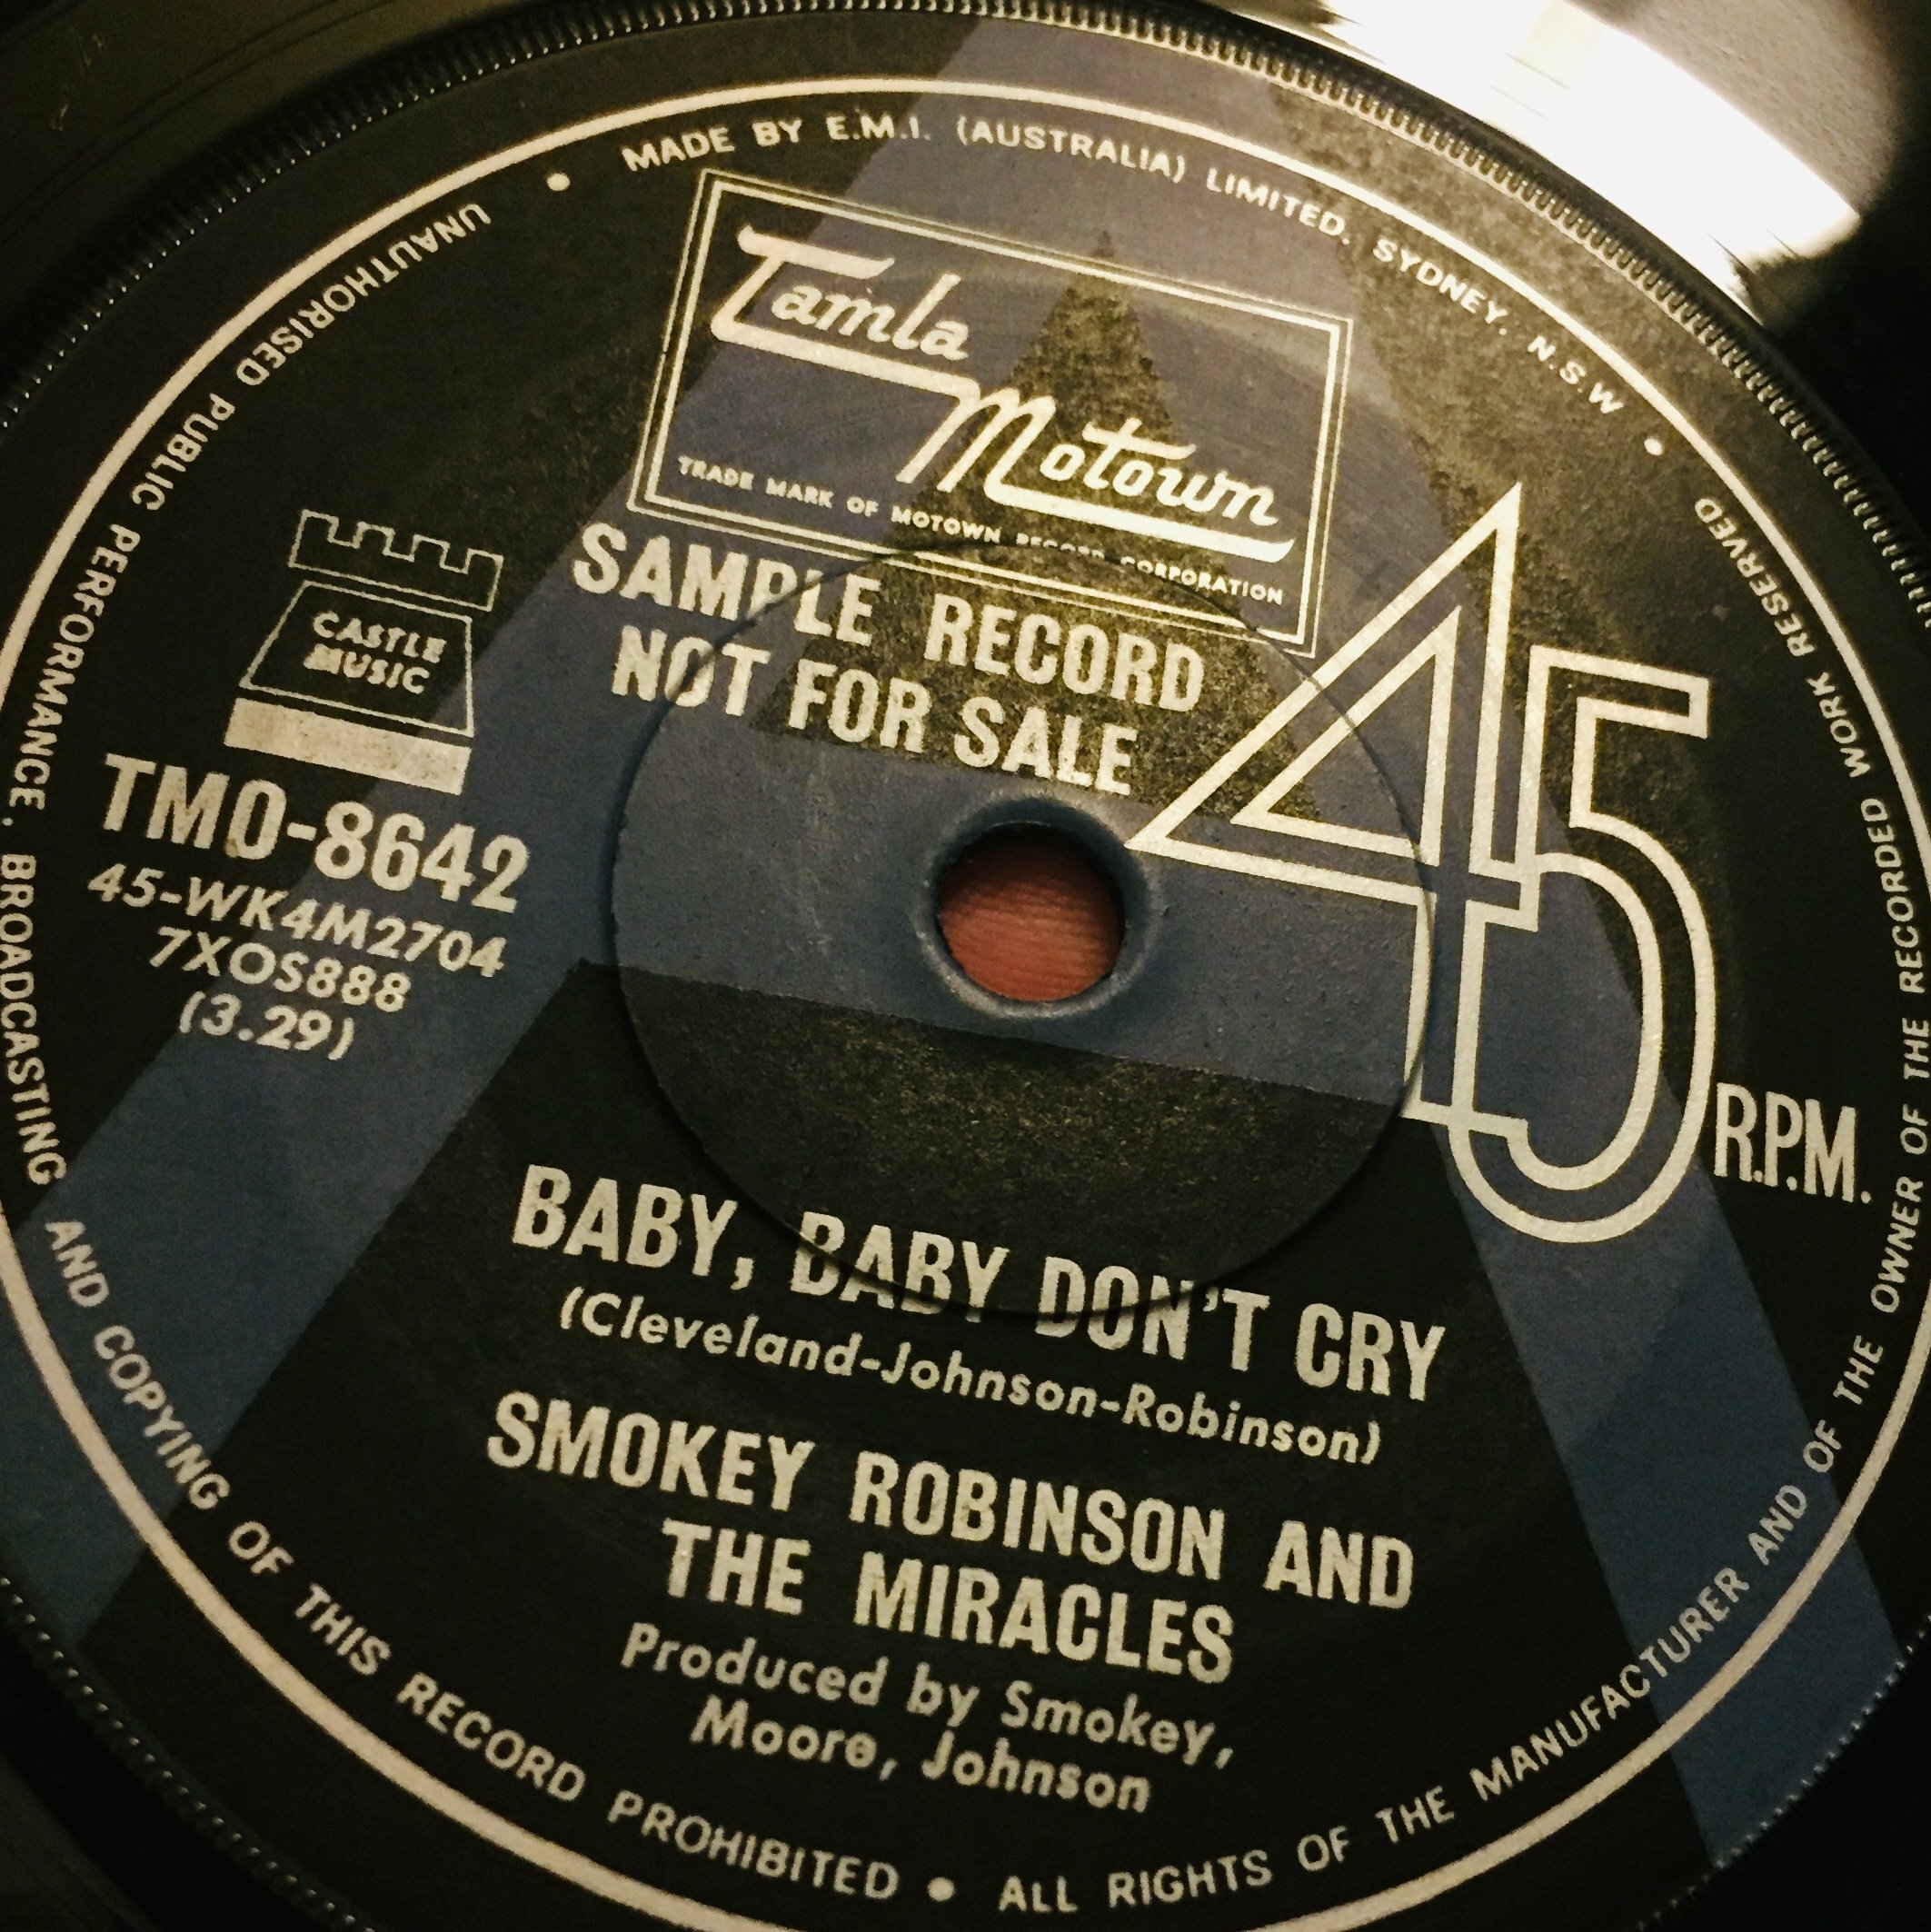 MADE BY E.M.I. (AUSTRALIA) LIMITED. SYDNEY. N.S.W •
Tamla
Motown
TRADE MARK OF MOTOWN RECORD CORPORATION
SAMPLE RECORD
NOT FOR SALE
45
R.P.M.
CASTLE
MUSIC
TMO-8642
45-WK4M2704
7XOS888
(3.29)
BABY, BABY DON'T CRY
(Cleveland-Johnson-Robinson)
SMOKEY ROBINSON AND
THE MIRACLES
Produced by Smokey,
Moore, Johnson
ALL RIGHTS OF THE MANUFACTURER AND OF THE OWNER OF THE RECORDED WORK RESERVED
UNAUTHORISED PUBLIC PERFORMANCE. BROADCASTING AND COPYING OF THIS RECORD PROHIBITED •